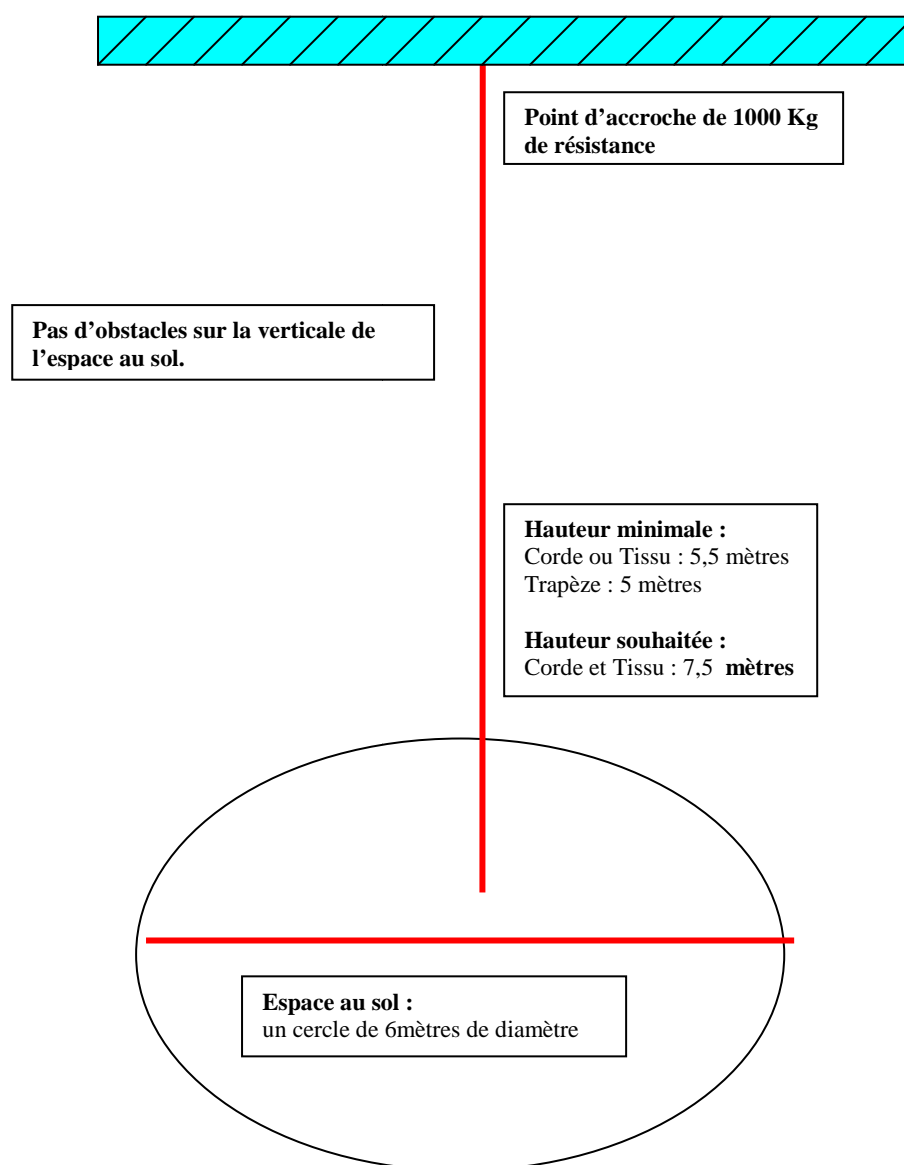 Point d’accroche de 1000 Kg
de résistance
Pas d’obstacles sur la verticale de
l’espace au sol.
Hauteur minimale :
Corde ou Tissu : 5,5 mètres
Trapèze : 5 mètres
Hauteur souhaitée :
Corde et Tissu : 7,5 mètres
Espace au sol :
un cercle de 6mètres de diamètre